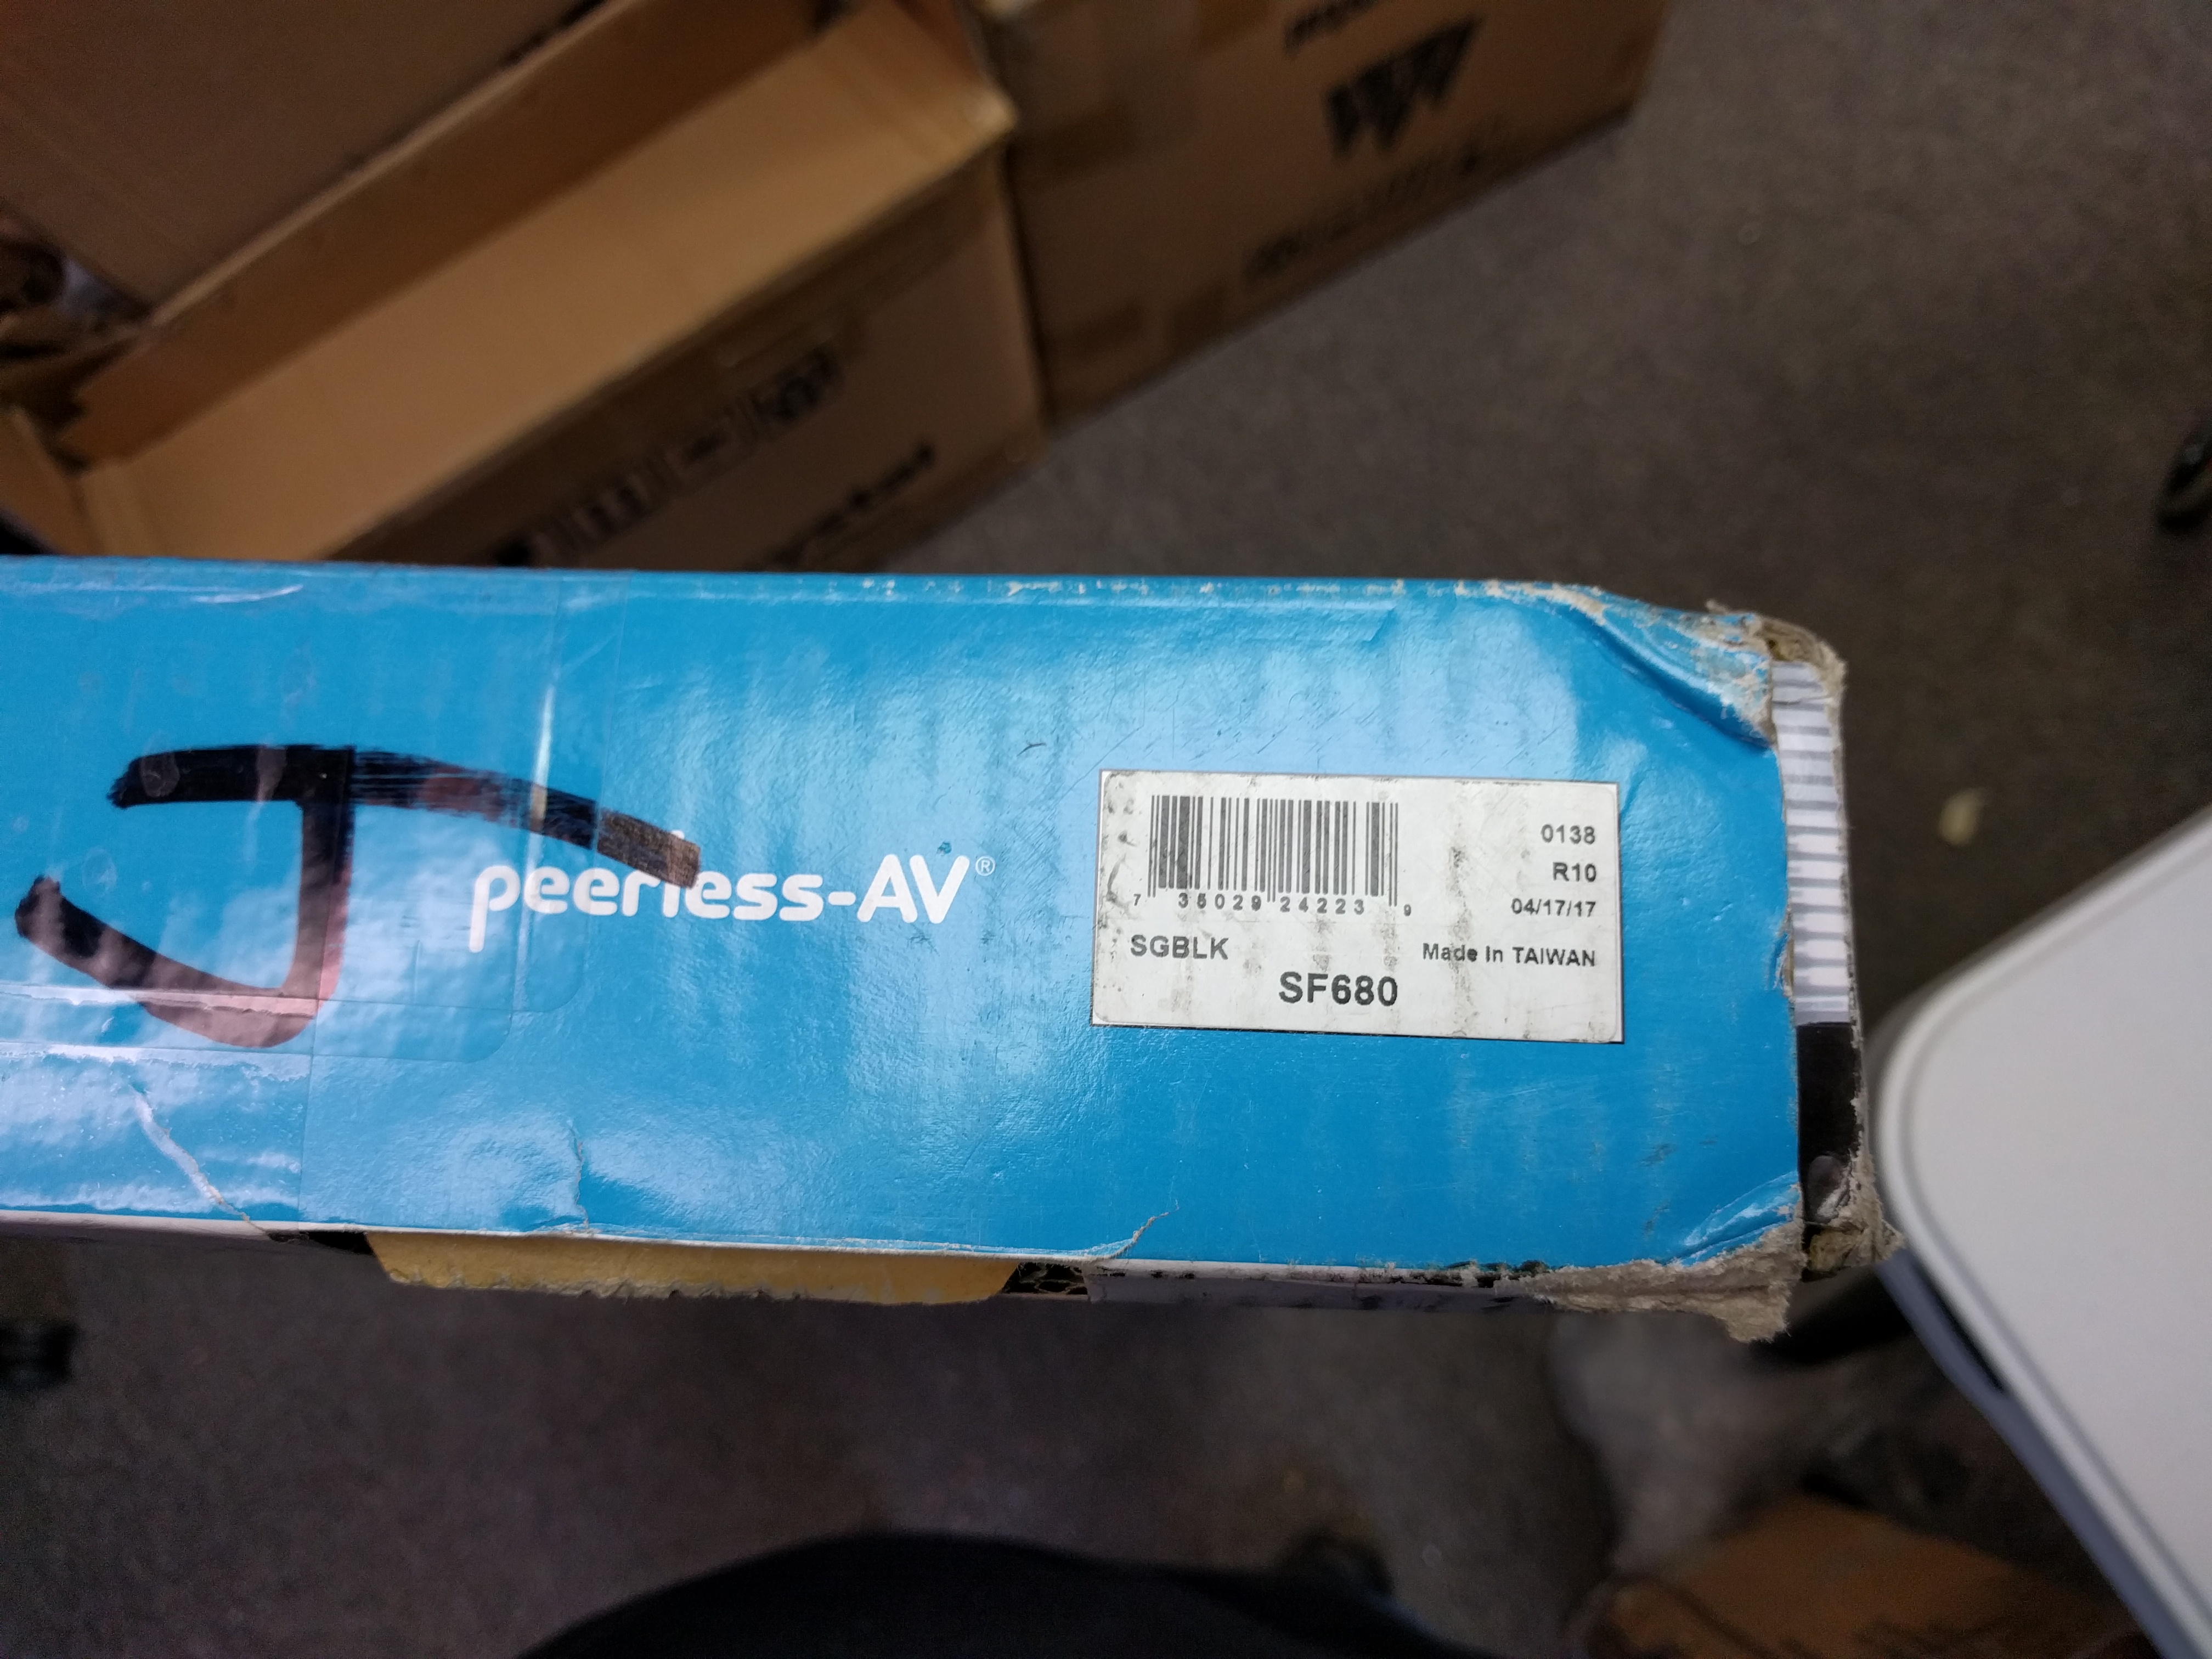 J
peerless-AV®
0138
R10
7 35029 24223 9
04/17/17
SGBLK
Made In TAIWAN
SF680